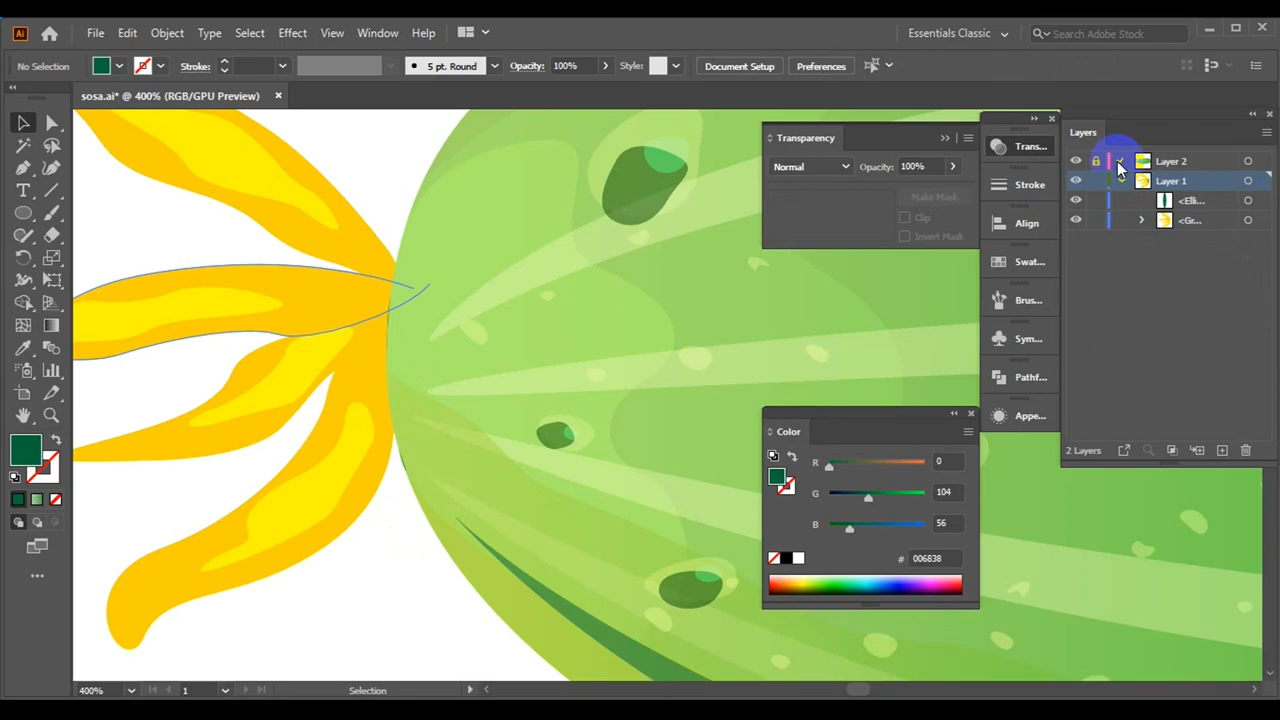 Ai File Edit Object Type Select Effect View Window Help Essentials Classic Search Adobe Stock
No Selection Stroke: 5 pt. Round Opacity: 100% Style: Document Setup Preferences
sosa.ai* @ 400% (RGB/GPU Preview)
Transparency
Normal Opacity: 100%
Make Mask
Clip
Invert Mask
Trans...
Stroke
Align
Swat...
Brus...
Sym...
Pathf...
Appe...
Layers
Layer 2
Layer 1
<Elli...
<Gr...
2 Layers
Color
R 0
G 104
B 56
# 006838
400% 1 Selection